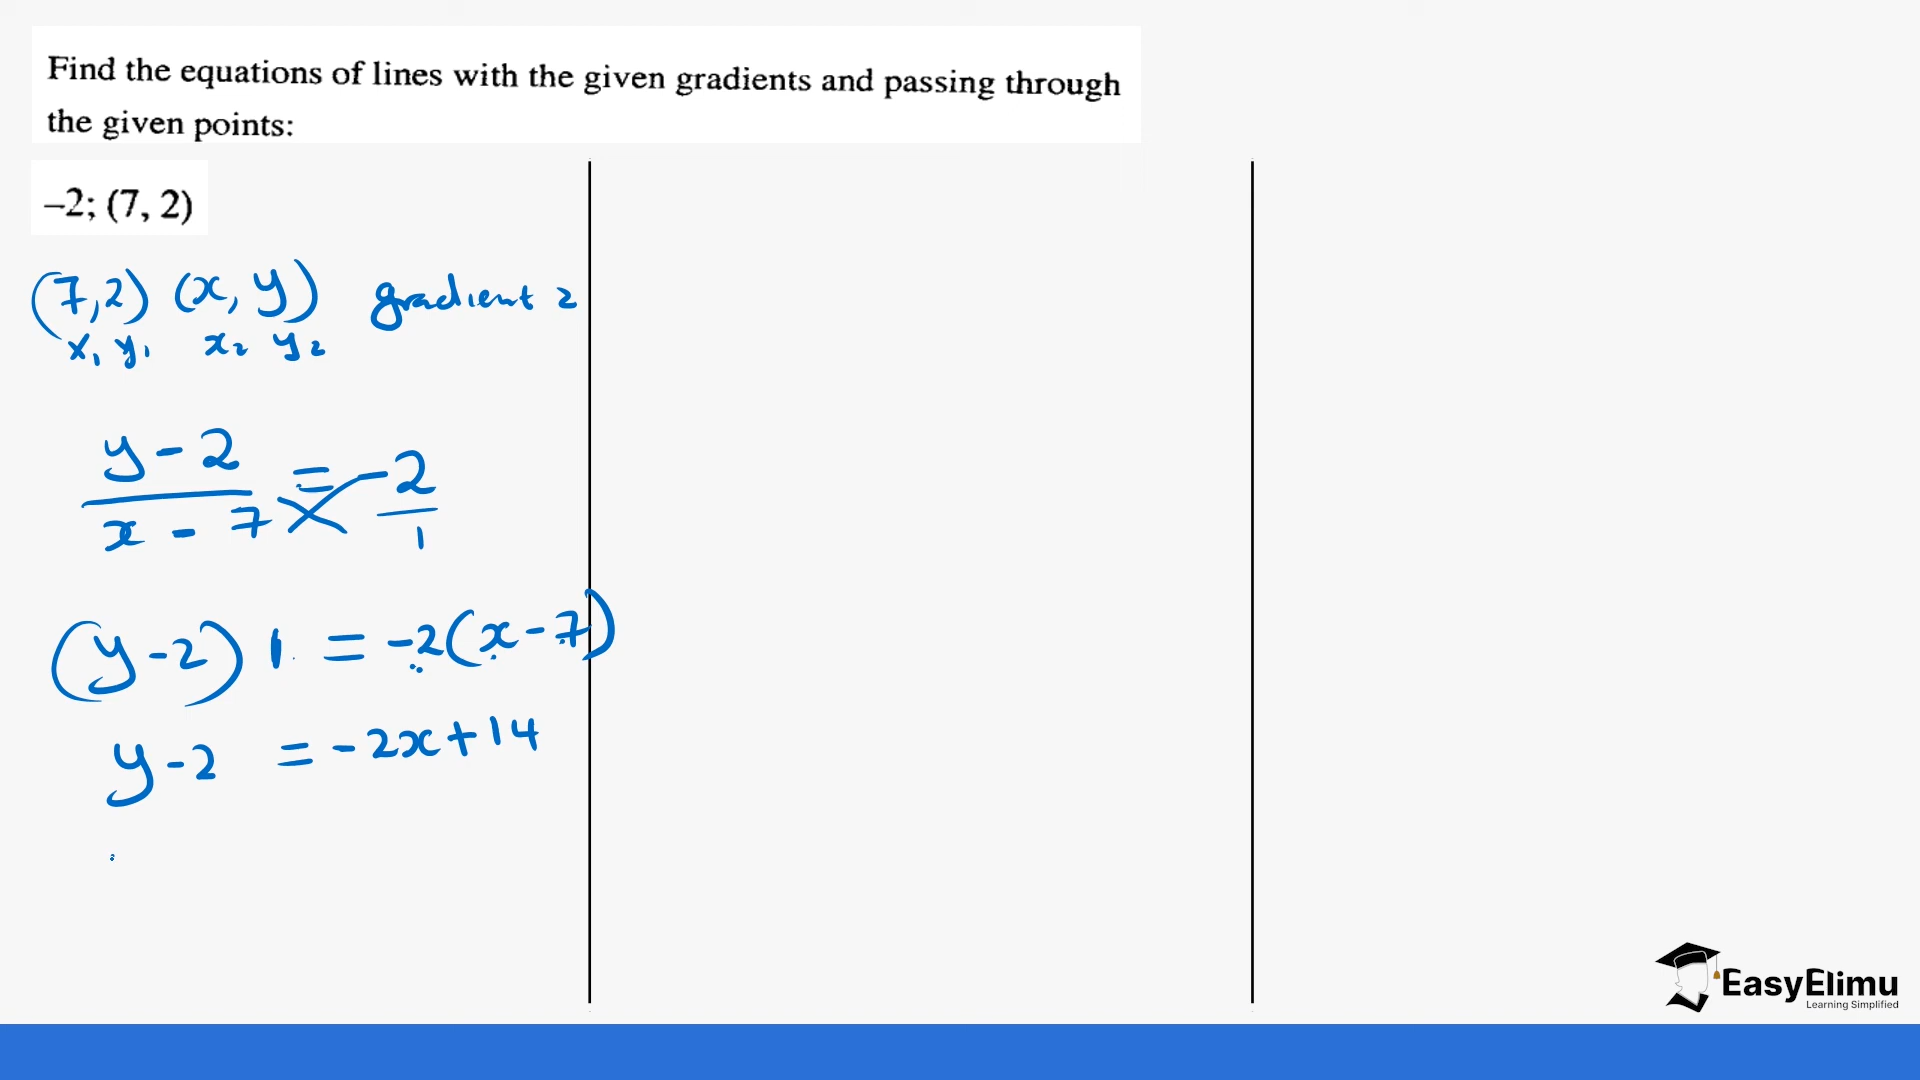 Find the equations of lines with the given gradients and passing through
the given points:
–2; (7, 2)
(7,2) (x, y) gradient 2
x₁ y₁ x₂ y₂
y - 2 / x - 7 = -2 / 1
(y - 2) 1 = -2(x - 7)
y - 2 = -2x + 14
EasyElimu
Learning Simplified